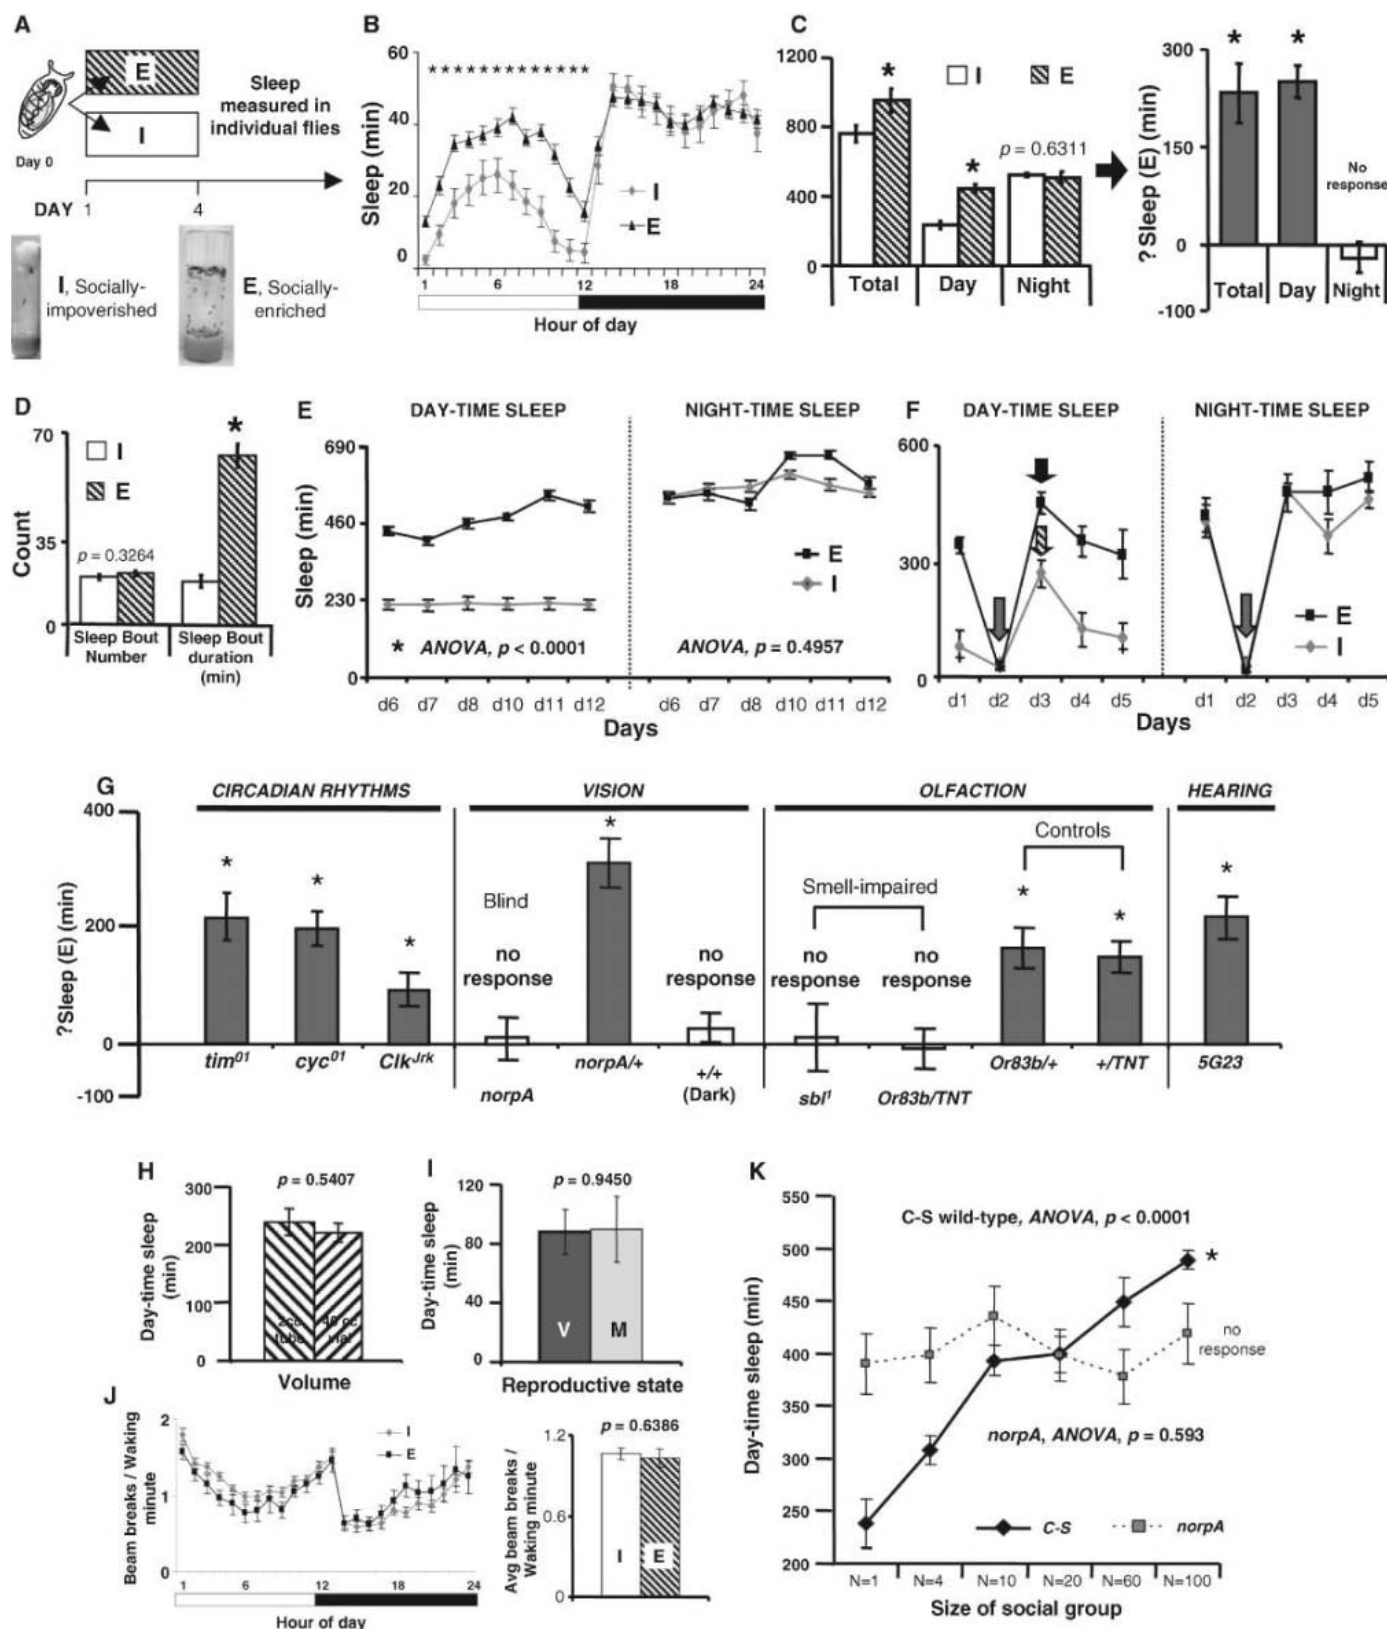 A
E
I
Day 0
Sleep
measured in
individual flies
DAY
1
4
I, Socially-
impoverished
E, Socially-
enriched
B
Sleep (min)
60
40
20
0
* * * * * * * * * * * * *
I
E
1
6
12
18
24
Hour of day
C
1200
800
400
0
I
E
*
*
p = 0.6311
Total
Day
Night
? Sleep (E) (min)
300
150
0
-100
*
*
No
response
Total
Day
Night
D
Count
70
35
0
I
E
p = 0.3264
*
Sleep Bout
Number
Sleep Bout
duration
(min)
E
DAY-TIME SLEEP
NIGHT-TIME SLEEP
Sleep (min)
690
460
230
0
E
I
* ANOVA, p < 0.0001
ANOVA, p = 0.4957
d6 d7 d8 d10 d11 d12
d6 d7 d8 d10 d11 d12
Days
F
DAY-TIME SLEEP
NIGHT-TIME SLEEP
600
300
0
E
I
d1 d2 d3 d4 d5
d1 d2 d3 d4 d5
Days
G
?Sleep (E) (min)
400
200
0
-100
CIRCADIAN RHYTHMS
*
*
*
tim01
cyc01
ClkJrk
VISION
Blind
no
response
*
no
response
norpA
norpA/+
+/+
(Dark)
OLFACTION
Smell-impaired
Controls
no
response
no
response
*
*
sbl1
Or83b/TNT
Or83b/+
+/TNT
HEARING
*
5G23
H
p = 0.5407
Day-time sleep
(min)
300
200
100
0
2cc
tube
40 cc
vial
Volume
I
p = 0.9450
Day-time sleep
(min)
120
80
40
0
V
M
Reproductive state
J
Beam breaks / Waking
minute
2
1
0
I
E
1
6
12
18
24
Hour of day
p = 0.6386
Avg beam breaks /
Waking minute
1.2
0.6
0
I
E
K
Day-time sleep (min)
550
500
450
400
350
300
250
200
C-S wild-type, ANOVA, p < 0.0001
*
no
response
norpA, ANOVA, p = 0.593
C-S
norpA
N=1 N=4 N=10 N=20 N=60 N=100
Size of social group